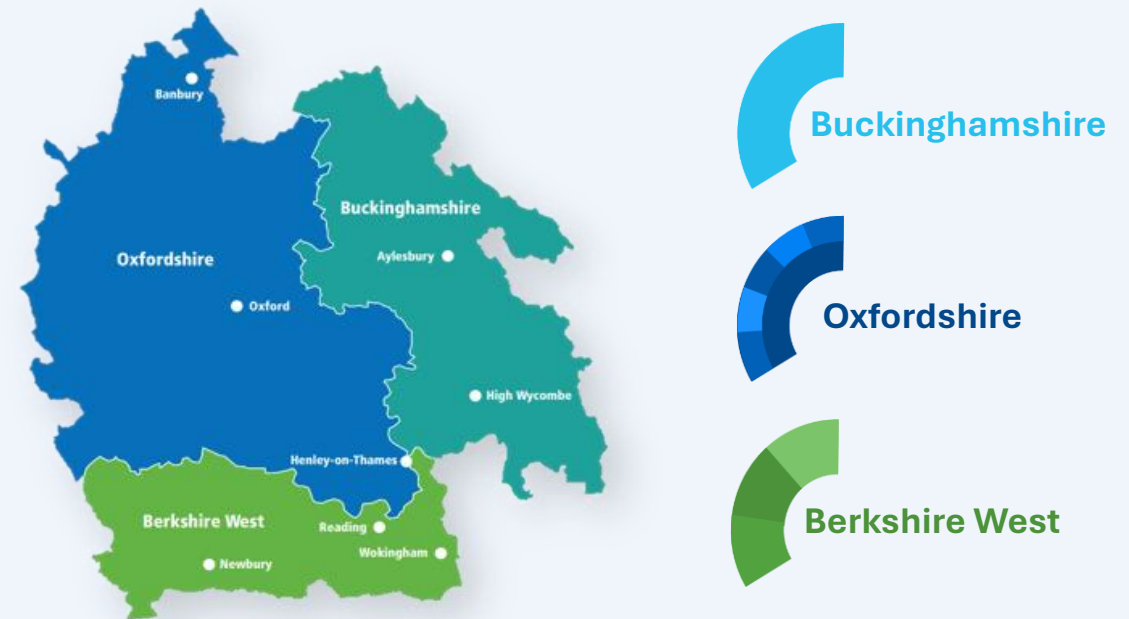 Banbury
Buckinghamshire
Oxfordshire
Aylesbury
Oxford
High Wycombe
Henley-on-Thames
Berkshire West
Reading
Wokingham
Newbury
Buckinghamshire
Oxfordshire
Berkshire West